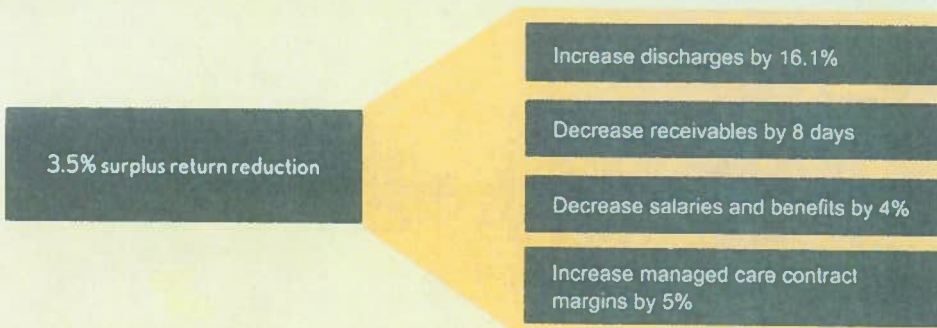 3.5% surplus return reduction
Increase discharges by 16.1%
Decrease receivables by 8 days
Decrease salaries and benefits by 4%
Increase managed care contract
margins by 5%